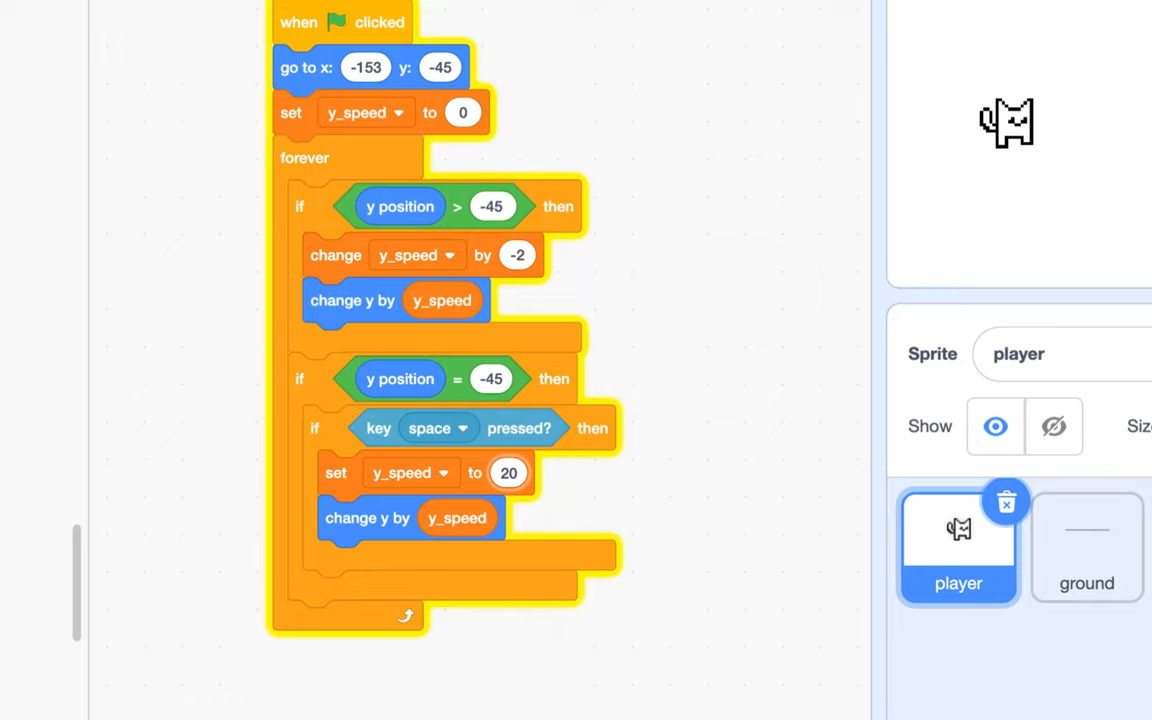 when clicked
go to x: -153 y: -45
set y_speed to 0
forever
if y position > -45 then
change y_speed by -2
change y by y_speed
if y position = -45 then
if key space pressed? then
set y_speed to 20
change y by y_speed
Sprite player
Show Siz
player ground